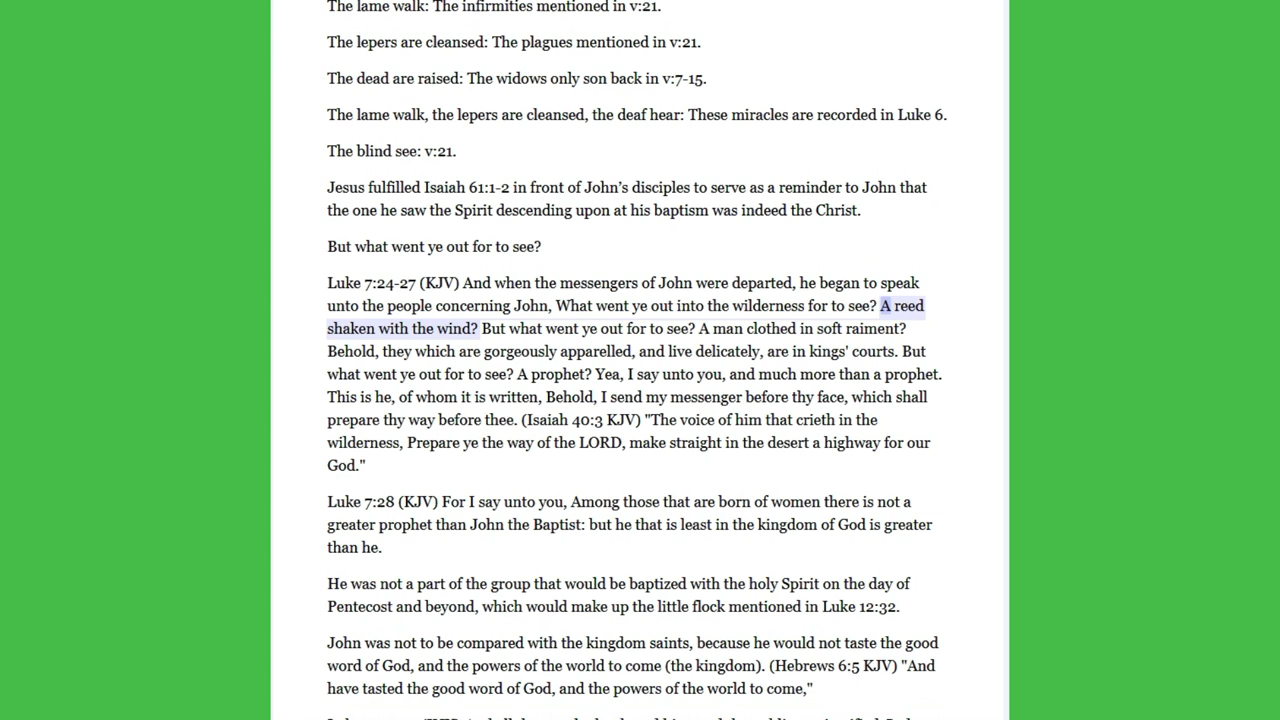 The lame walk: The infirmities mentioned in v:21.
The lepers are cleansed: The plagues mentioned in v:21.
The dead are raised: The widows only son back in v:7-15.
The lame walk, the lepers are cleansed, the deaf hear: These miracles are recorded in Luke 6.
The blind see: v:21.
Jesus fulfilled Isaiah 61:1-2 in front of John’s disciples to serve as a reminder to John that
the one he saw the Spirit descending upon at his baptism was indeed the Christ.
But what went ye out for to see?
Luke 7:24-27 (KJV) And when the messengers of John were departed, he began to speak
unto the people concerning John, What went ye out into the wilderness for to see? A reed
shaken with the wind? But what went ye out for to see? A man clothed in soft raiment?
Behold, they which are gorgeously apparelled, and live delicately, are in kings' courts. But
what went ye out for to see? A prophet? Yea, I say unto you, and much more than a prophet.
This is he, of whom it is written, Behold, I send my messenger before thy face, which shall
prepare thy way before thee. (Isaiah 40:3 KJV) "The voice of him that crieth in the
wilderness, Prepare ye the way of the LORD, make straight in the desert a highway for our
God."
Luke 7:28 (KJV) For I say unto you, Among those that are born of women there is not a
greater prophet than John the Baptist: but he that is least in the kingdom of God is greater
than he.
He was not a part of the group that would be baptized with the holy Spirit on the day of
Pentecost and beyond, which would make up the little flock mentioned in Luke 12:32.
John was not to be compared with the kingdom saints, because he would not taste the good
word of God, and the powers of the world to come (the kingdom). (Hebrews 6:5 KJV) "And
have tasted the good word of God, and the powers of the world to come,"